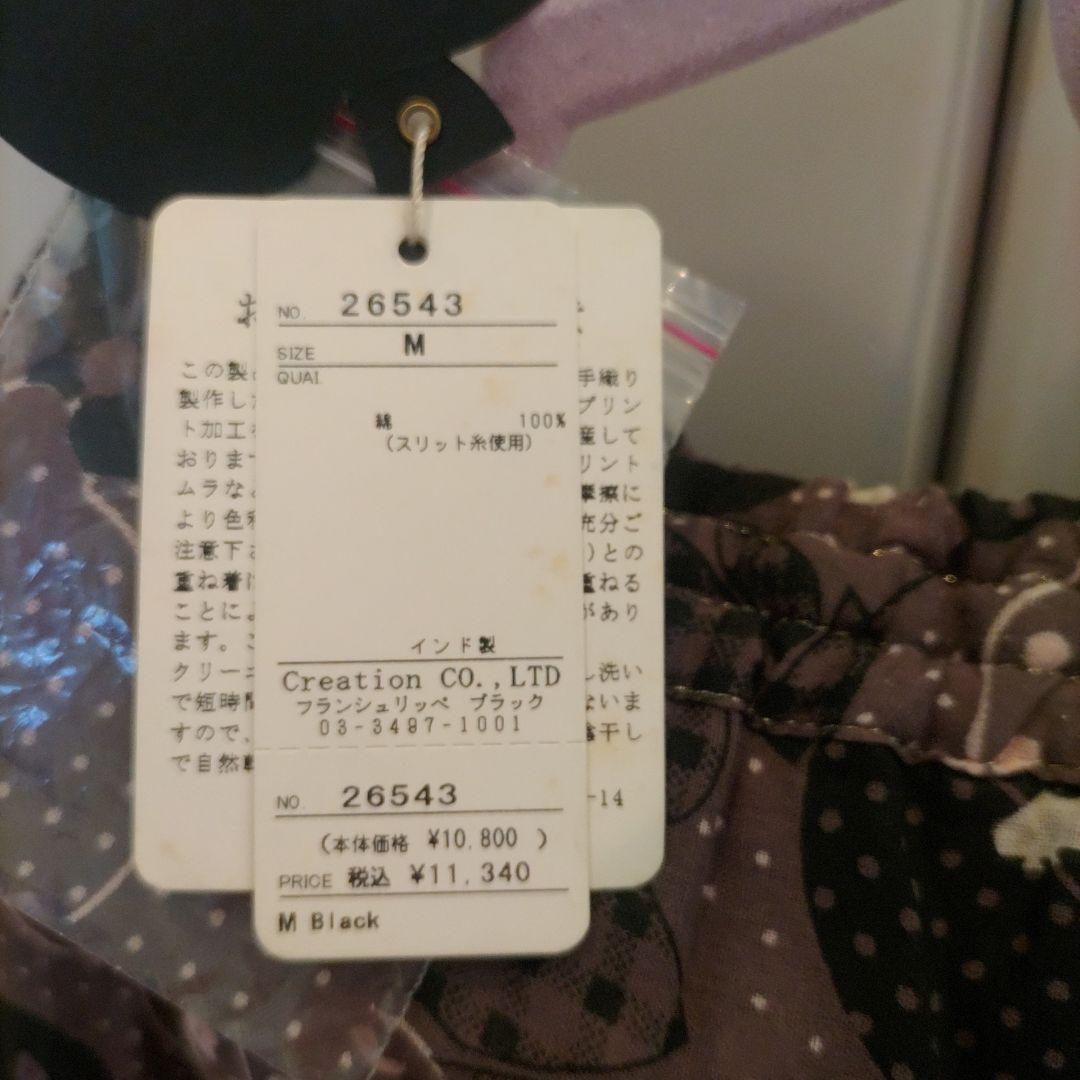 NO. 26543
SIZE M
QUAL
綿 100%
(スリット糸使用)
インド製
Creation CO.,LTD
フランシュリッペ ブラック
03-3497-1001
NO. 26543
(本体価格 ¥10,800 )
PRICE 税込 ¥11,340
M Black
この製 手織り
製作し プリン
ト加工 産して
おりま リント
ムラな 摩擦に
より色 充分ご
注意下 )との
重ね着 重ねる
ことに があり
ます。
クリー し洗い
で短時間 ないま
すので、 陰干し
で自然
-14